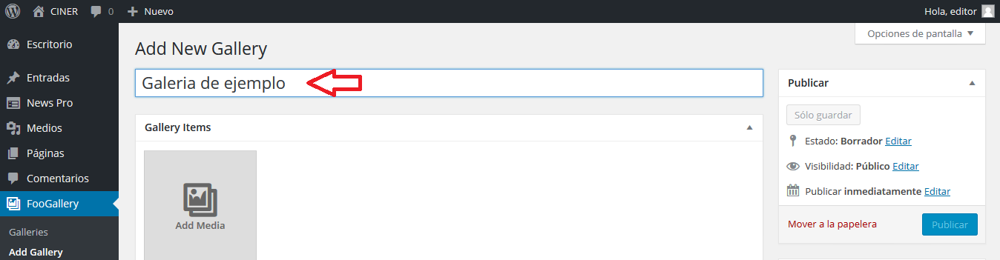 CINER 0 Nuevo Hola, editor
Opciones de pantalla
Escritorio
Entradas
News Pro
Medios
Páginas
Comentarios
FooGallery
Galleries
Add Gallery
Add New Gallery
Galeria de ejemplo
Gallery Items
Add Media
Publicar
Sólo guardar
Estado: Borrador Editar
Visibilidad: Público Editar
Publicar inmediatamente Editar
Mover a la papelera Publicar